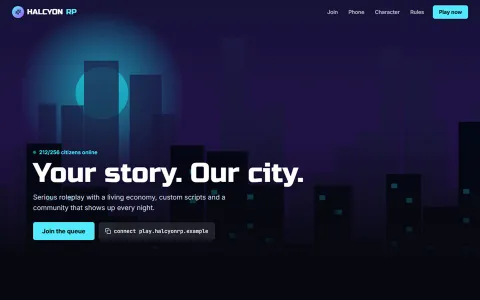 HALCYON RP
Join Phone Character Rules Play now
212/256 citizens online
Your story. Our city.
Serious roleplay with a living economy, custom scripts and a
community that shows up every night.
Join the queue
connect play.halcyonrp.example